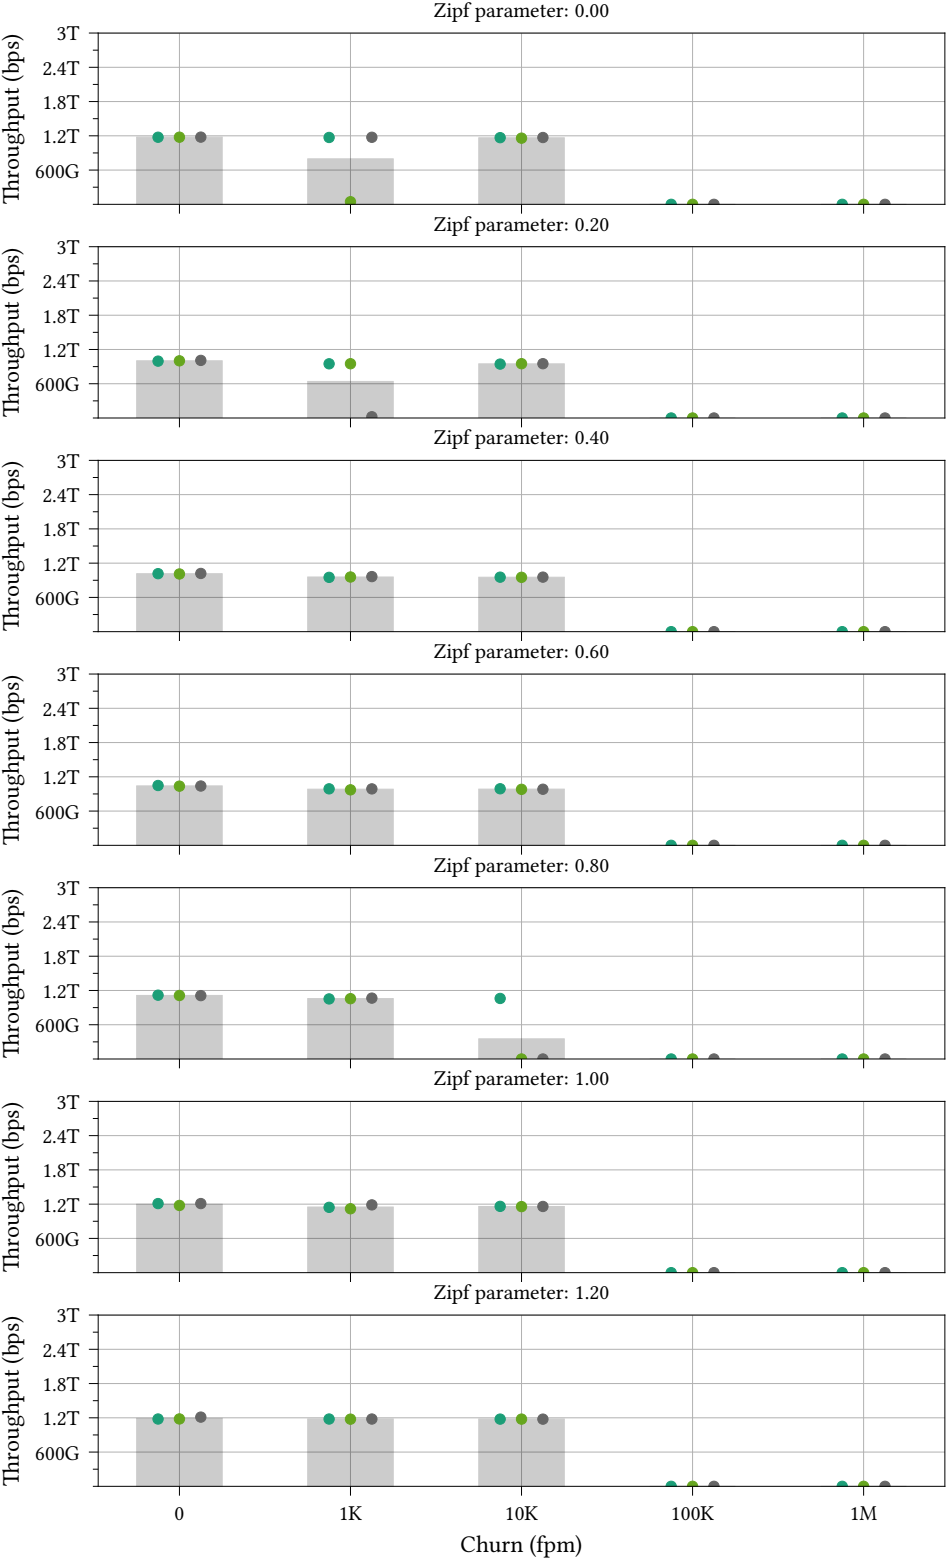 Zipf parameter: 0.00
Throughput (bps)
3T
2.4T
1.8T
1.2T
600G
Zipf parameter: 0.20
Throughput (bps)
3T
2.4T
1.8T
1.2T
600G
Zipf parameter: 0.40
Throughput (bps)
3T
2.4T
1.8T
1.2T
600G
Zipf parameter: 0.60
Throughput (bps)
3T
2.4T
1.8T
1.2T
600G
Zipf parameter: 0.80
Throughput (bps)
3T
2.4T
1.8T
1.2T
600G
Zipf parameter: 1.00
Throughput (bps)
3T
2.4T
1.8T
1.2T
600G
Zipf parameter: 1.20
Throughput (bps)
3T
2.4T
1.8T
1.2T
600G
0 1K 10K 100K 1M
Churn (fpm)